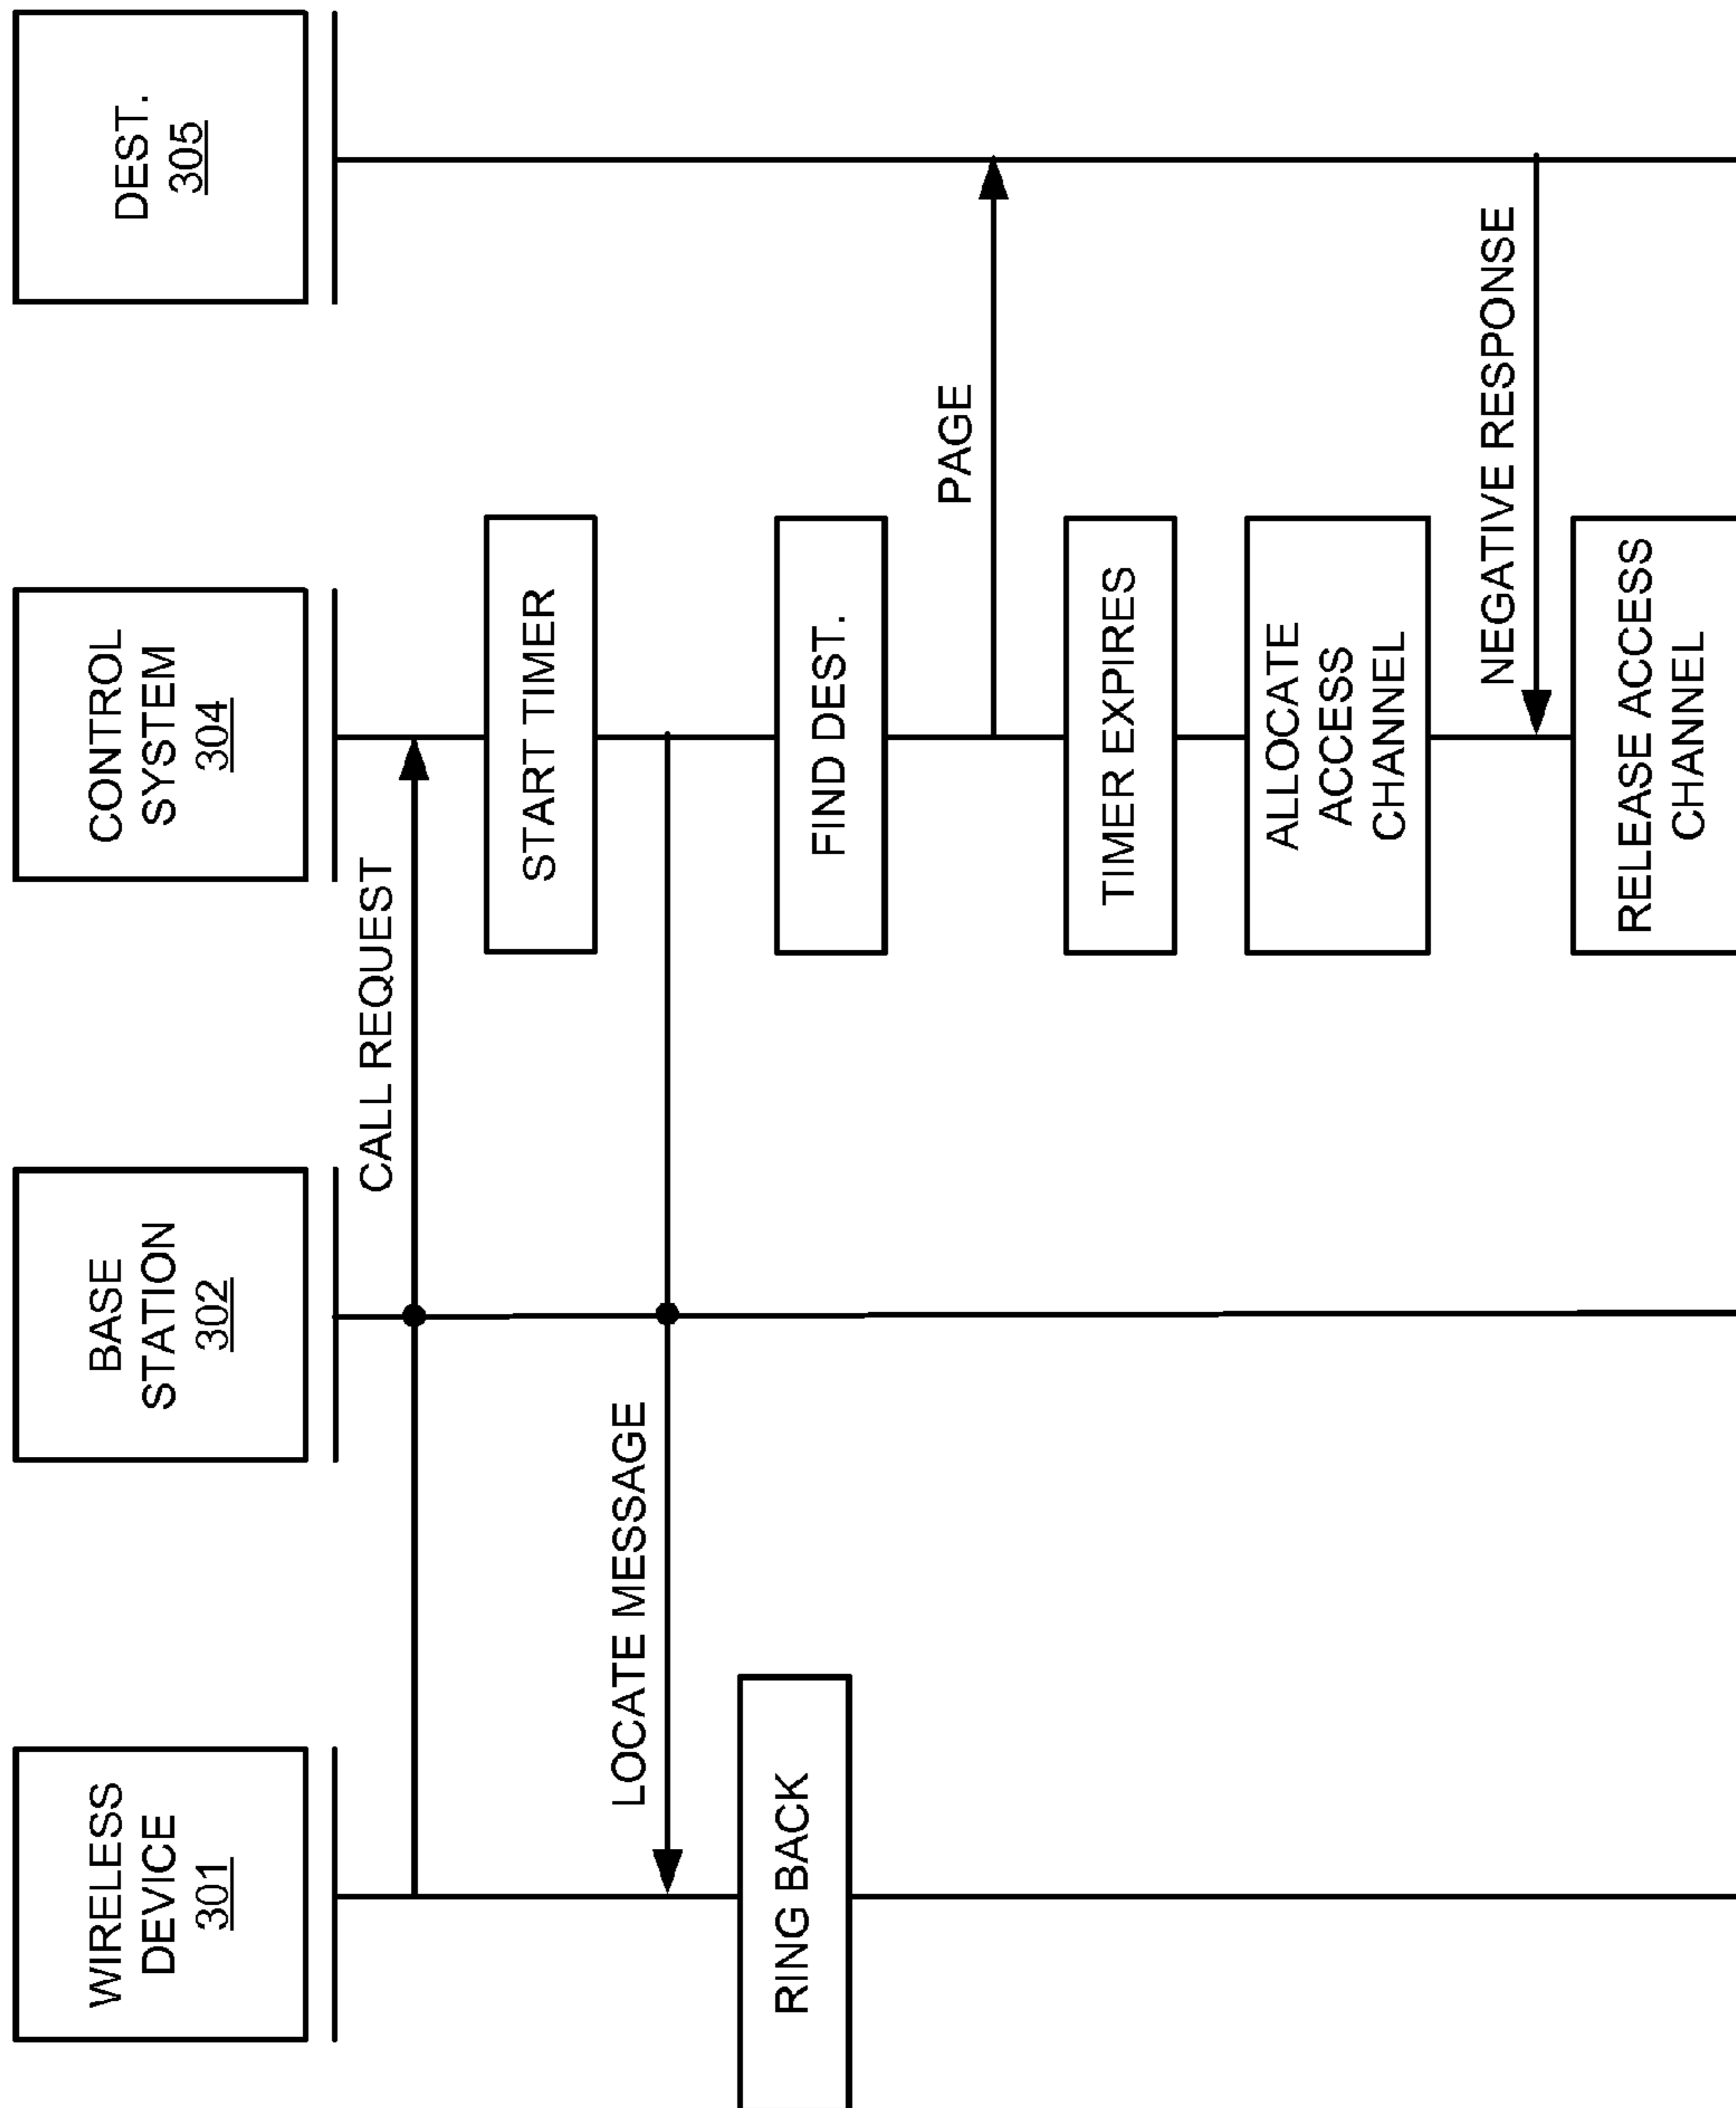 WIRELESS
DEVICE
301
BASE
STATION
302
CONTROL
SYSTEM
304
DEST.
305
CALL REQUEST
START TIMER
LOCATE MESSAGE
RING BACK
FIND DEST.
PAGE
TIMER EXPIRES
ALLOCATE
ACCESS
CHANNEL
NEGATIVE RESPONSE
RELEASE ACCESS
CHANNEL